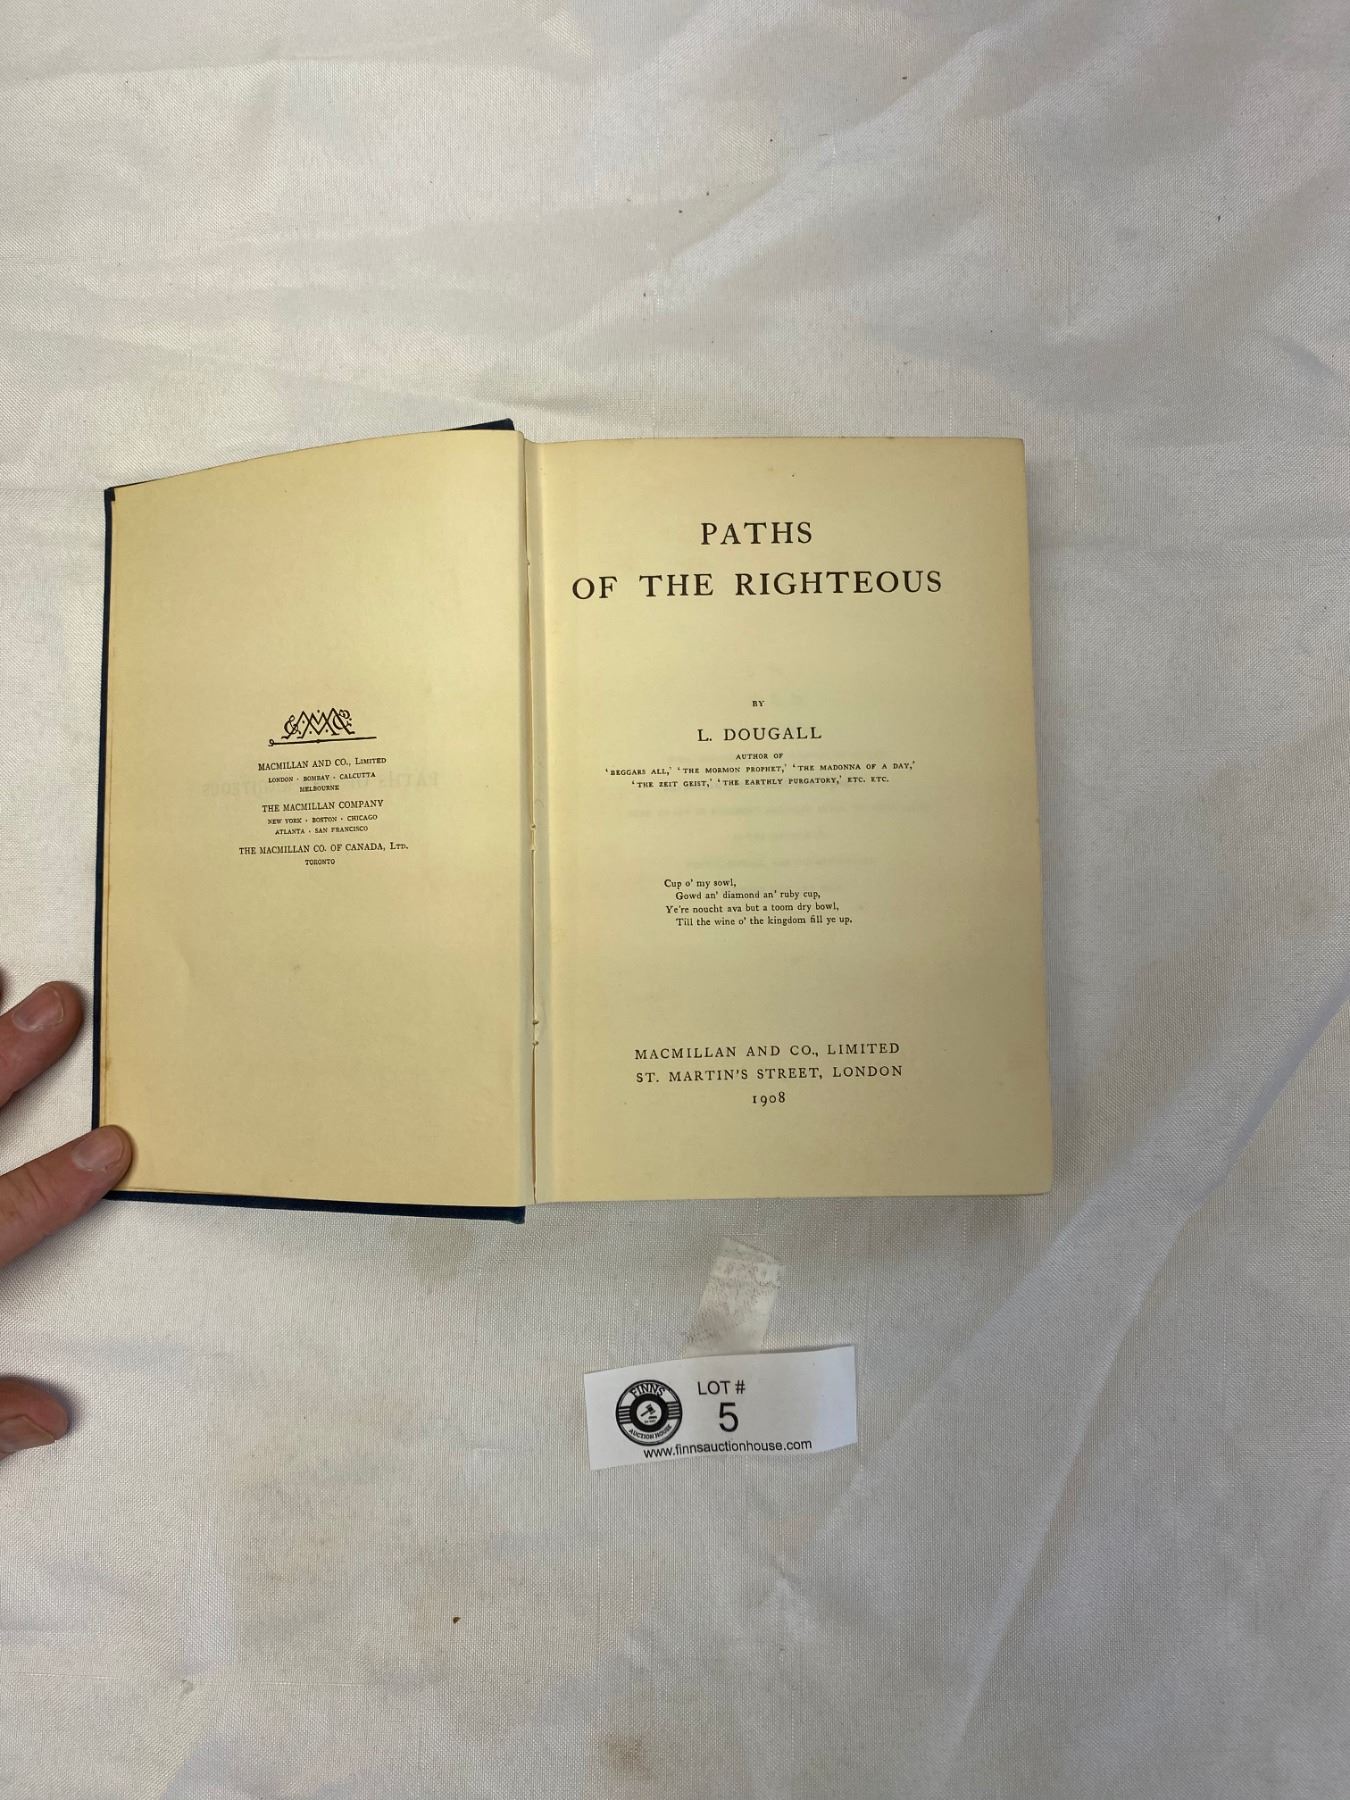 MACMILLAN AND CO., LIMITED
LONDON · BOMBAY · CALCUTTA
MELBOURNE
THE MACMILLAN COMPANY
NEW YORK · BOSTON · CHICAGO
ATLANTA · SAN FRANCISCO
THE MACMILLAN CO. OF CANADA, LTD.
TORONTO
PATHS
OF THE RIGHTEOUS
BY
L. DOUGALL
AUTHOR OF
'BEGGARS ALL,' 'THE MORMON PROPHET,' 'THE MADONNA OF A DAY,'
'THE ZEIT GEIST,' 'THE EARTHLY PURGATORY,' ETC. ETC.
Cup o' my sowl,
Gowd an' diamond an' ruby cup,
Ye're noucht ava but a toom dry bowl,
Till the wine o' the kingdom fill ye up.
MACMILLAN AND CO., LIMITED
ST. MARTIN'S STREET, LONDON
1908
FINNS
AUCTION HOUSE
LOT #
5
www.finnsauctionhouse.com